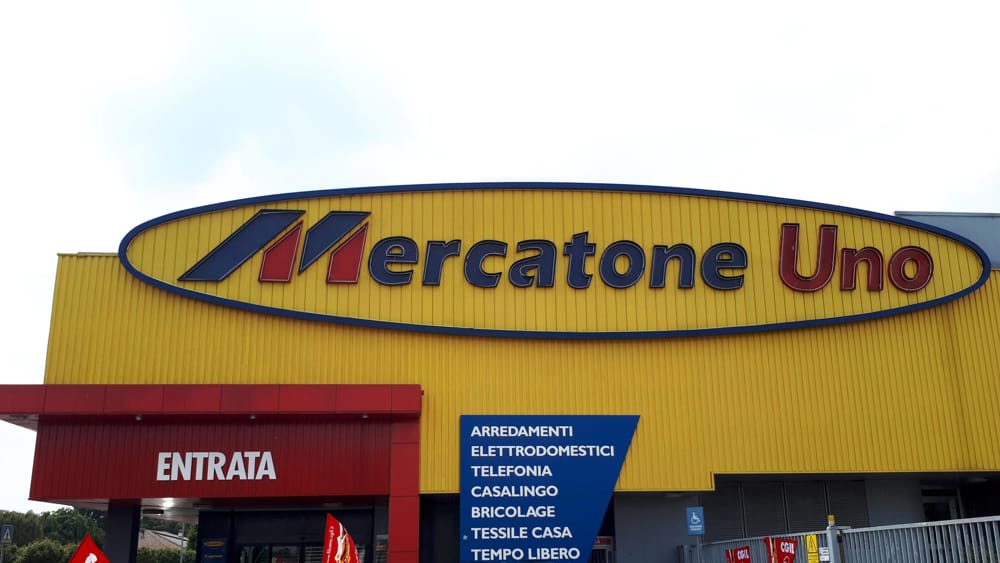 Mercatone Uno
ENTRATA
ARREDAMENTI
ELETTRODOMESTICI
TELEFONIA
CASALINGO
BRICOLAGE
TESSILE CASA
TEMPO LIBERO
CGIL
CGIL